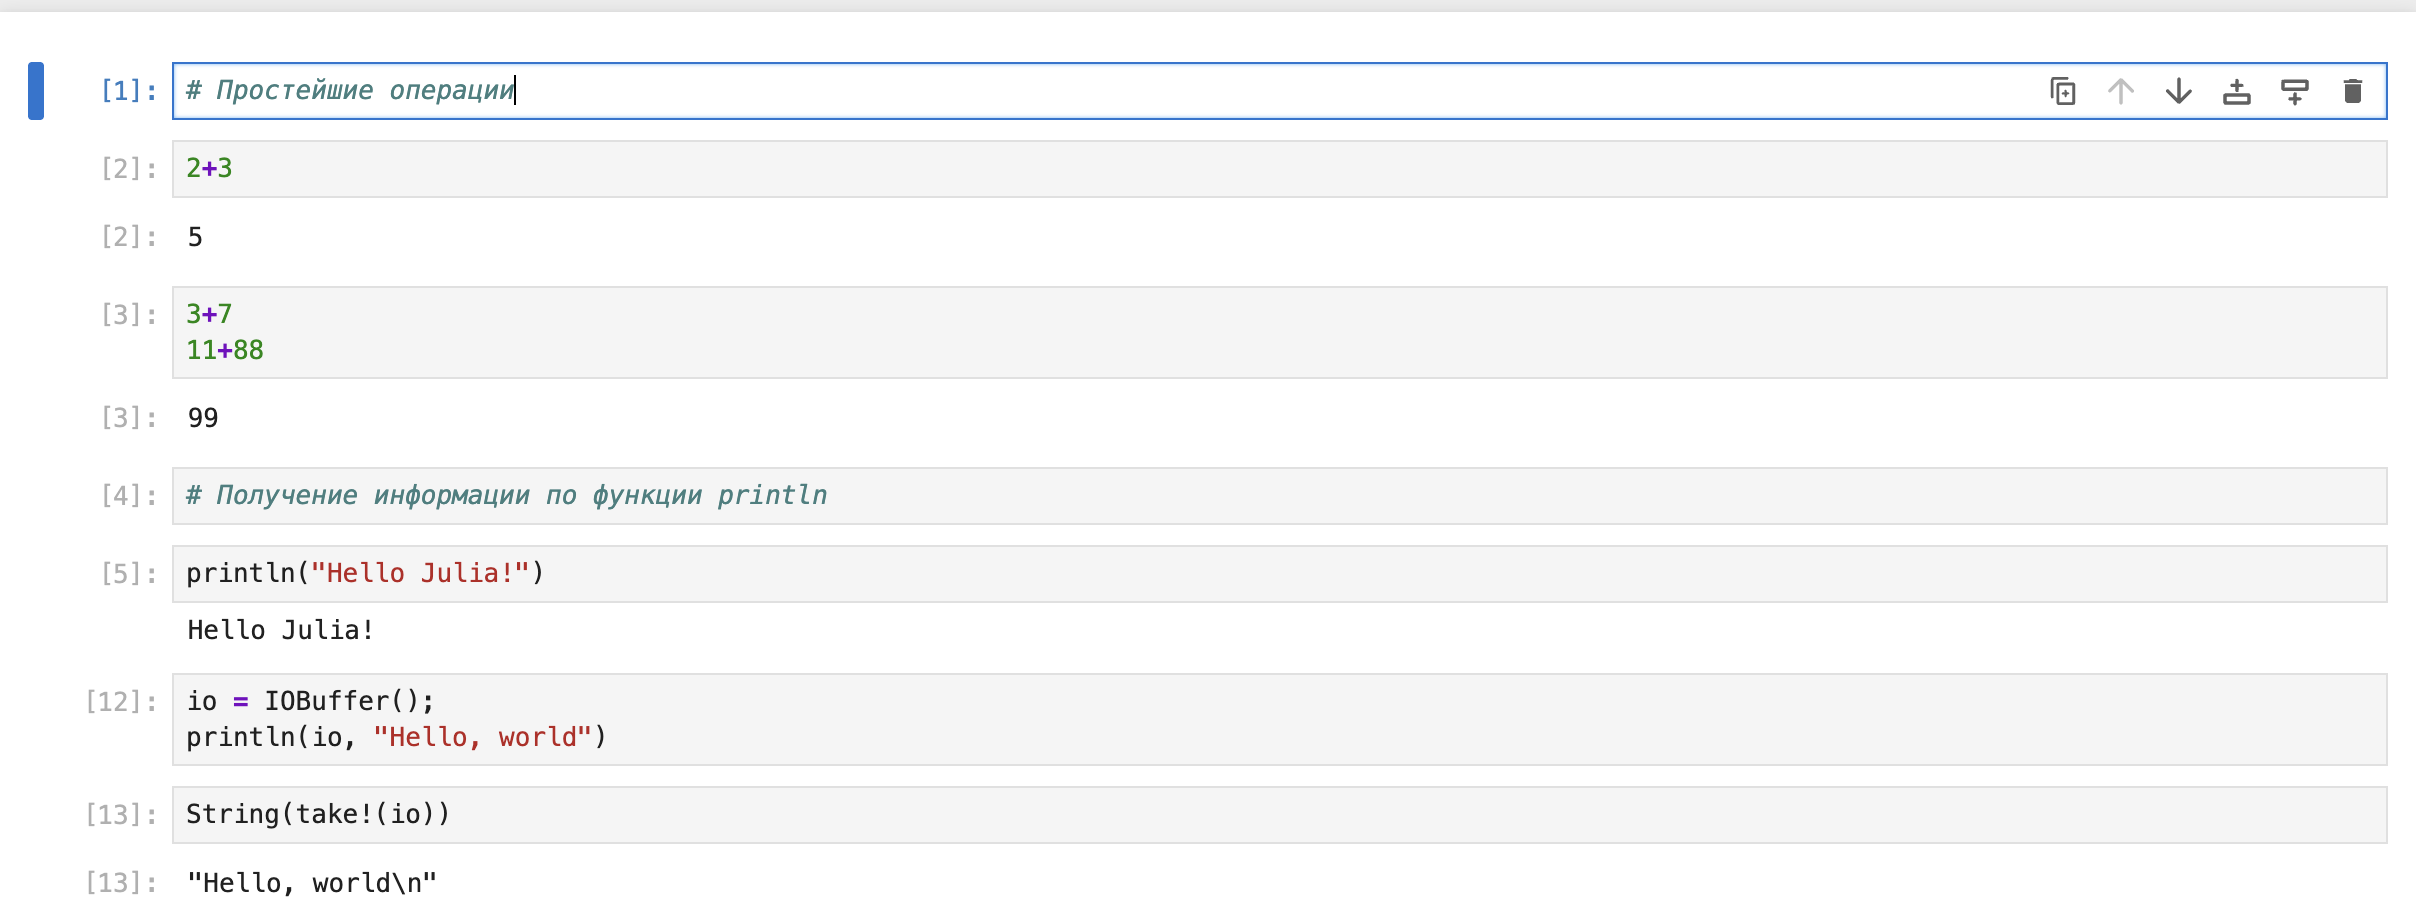 [1]: # Простейшие операции
[2]: 2+3
[2]: 5
[3]: 3+7
11+88
[3]: 99
[4]: # Получение информации по функции println
[5]: println("Hello Julia!")
Hello Julia!
[12]: io = IOBuffer();
println(io, "Hello, world")
[13]: String(take!(io))
[13]: "Hello, world\n"